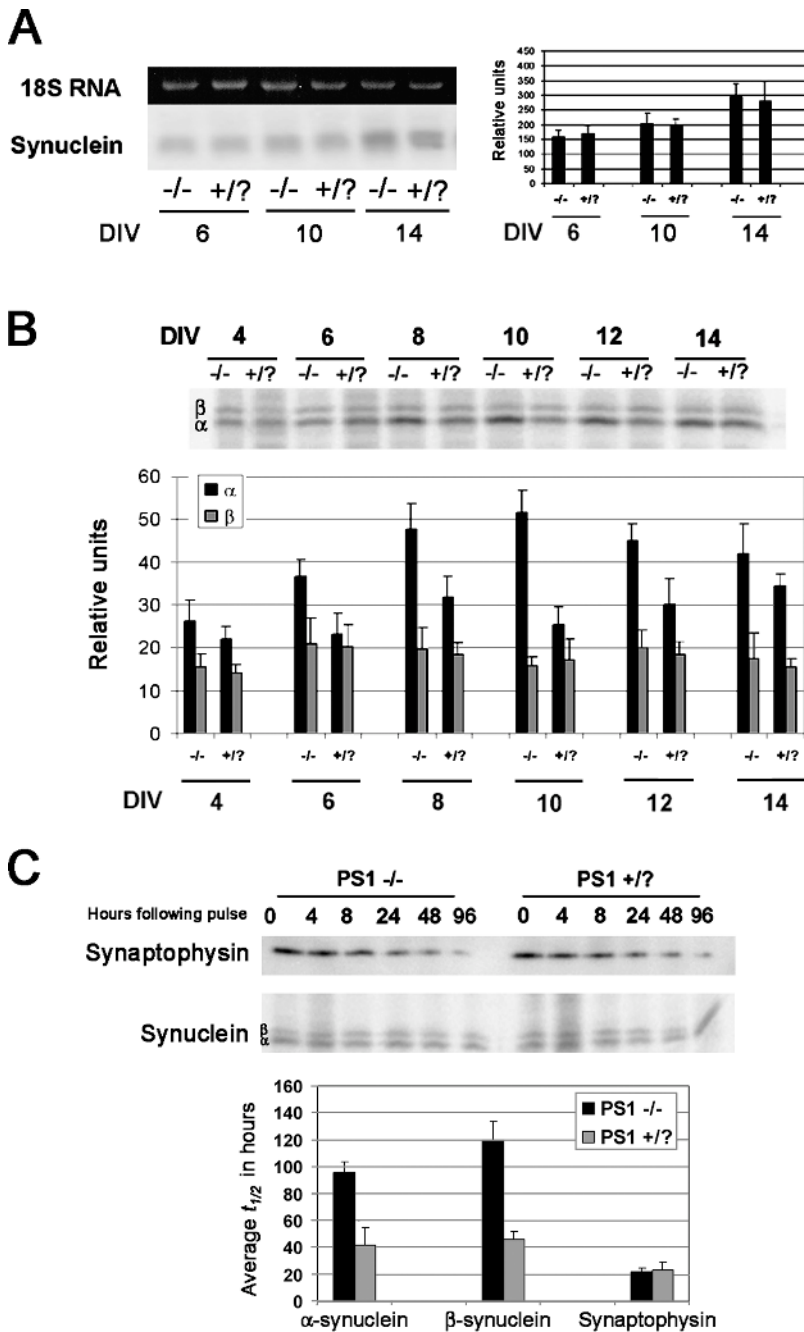 A
18S RNA
Synuclein
-/- +/? -/- +/? -/- +/?
DIV 6 10 14
Relative units
450
400
350
300
250
200
150
100
50
0
-/- +/? -/- +/? -/- +/?
DIV 6 10 14
B
DIV 4 6 8 10 12 14
-/- +/? -/- +/? -/- +/? -/- +/? -/- +/? -/- +/?
β
α
Relative units
60
50
40
30
20
10
0
α
β
-/- +/? -/- +/? -/- +/? -/- +/? -/- +/? -/- +/?
DIV 4 6 8 10 12 14
C
PS1 -/- PS1 +/?
Hours following pulse 0 4 8 24 48 96 0 4 8 24 48 96
Synaptophysin
Synuclein
β
α
Average t1/2 in hours
160
140
120
100
80
60
40
20
0
PS1 -/-
PS1 +/?
α-synuclein β-synuclein Synaptophysin